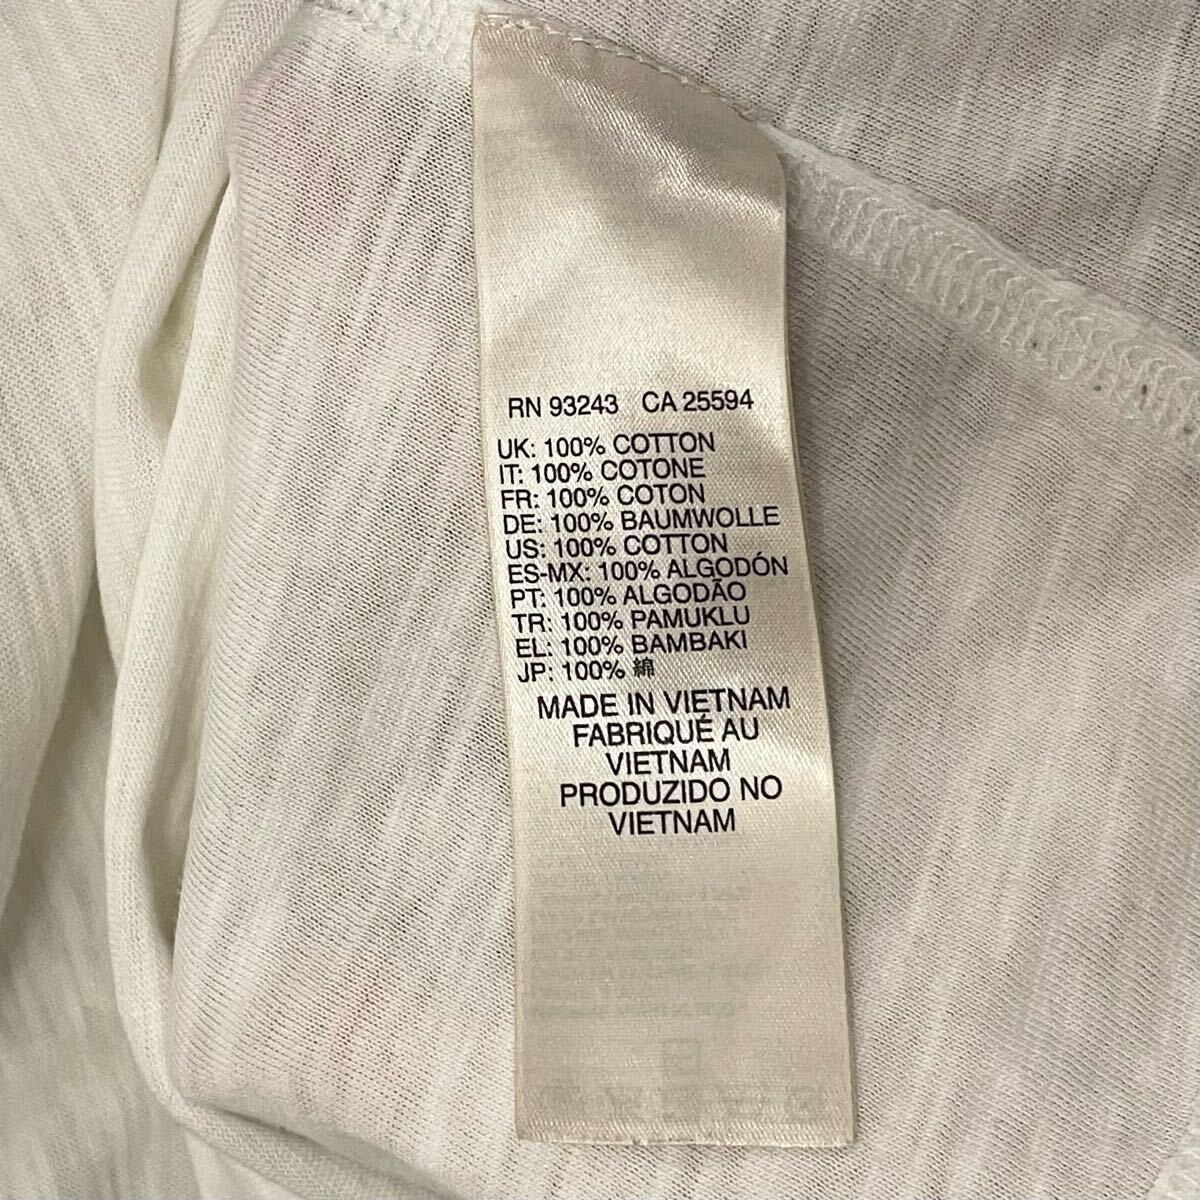 RN 93243 CA 25594
UK: 100% COTTON
IT: 100% COTONE
FR: 100% COTON
DE: 100% BAUMWOLLE
US: 100% COTTON
ES-MX: 100% ALGODÓN
PT: 100% ALGODÃO
TR: 100% PAMUKLU
EL: 100% BAMBAKI
JP: 100% 綿
MADE IN VIETNAM
FABRIQUÉ AU
VIETNAM
PRODUZIDO NO
VIETNAM